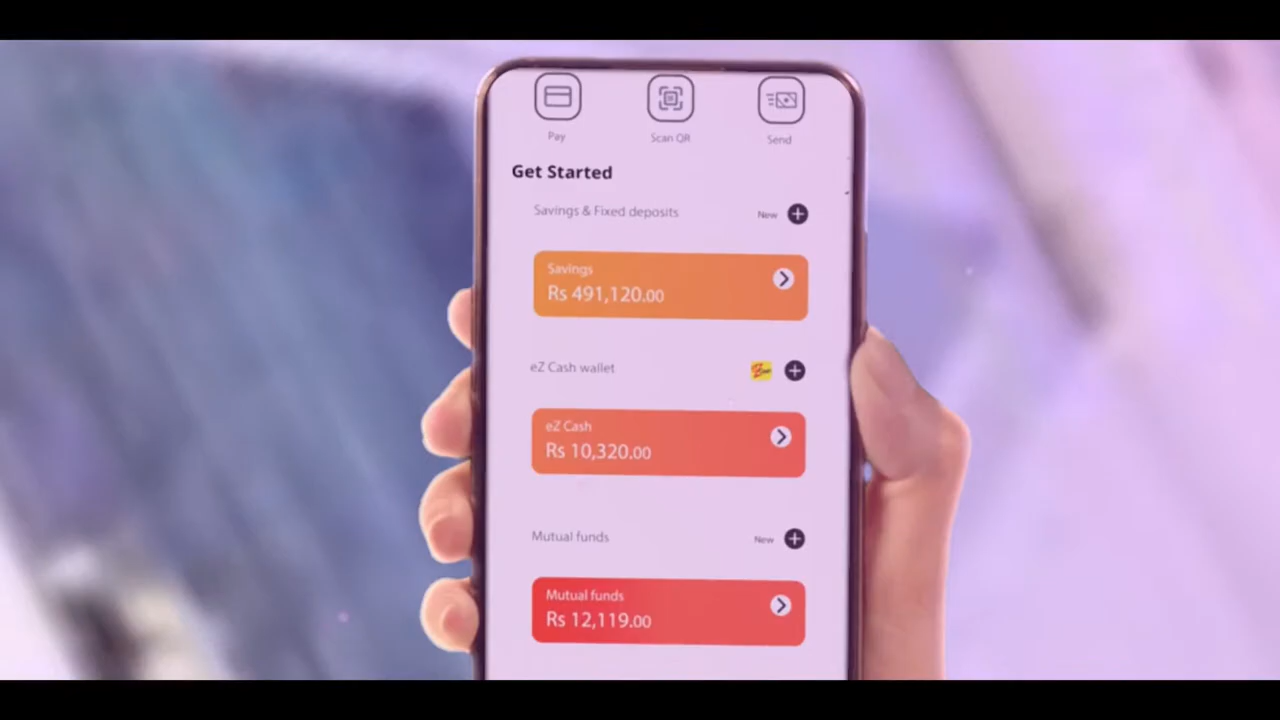 Pay
Scan QR
Send
Get Started
Savings & Fixed deposits
New
Savings
Rs 491,120.00
eZ Cash wallet
eZ Cash
Rs 10,320.00
Mutual funds
New
Mutual funds
Rs 12,119.00